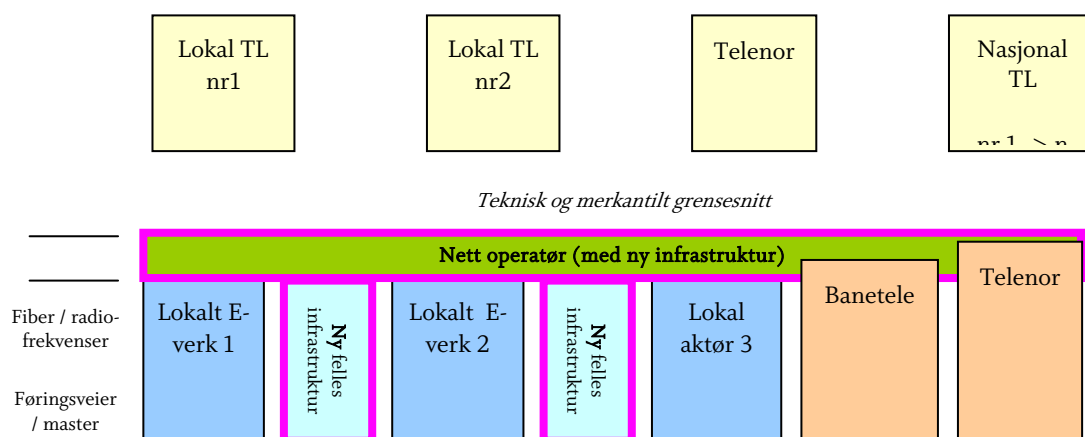 Lokal TL
nr1
Lokal TL
nr2
Telenor
Nasjonal
TL
nr 1 -> n
Teknisk og merkantilt grensesnitt
Nett operatør (med ny infrastruktur)
Fiber / radio-
frekvenser
Føringsveier
/ master
Lokalt E-
verk 1
Ny felles
infrastruktur
Lokalt E-
verk 2
Ny felles
infrastruktur
Lokal
aktør 3
Banetele
Telenor